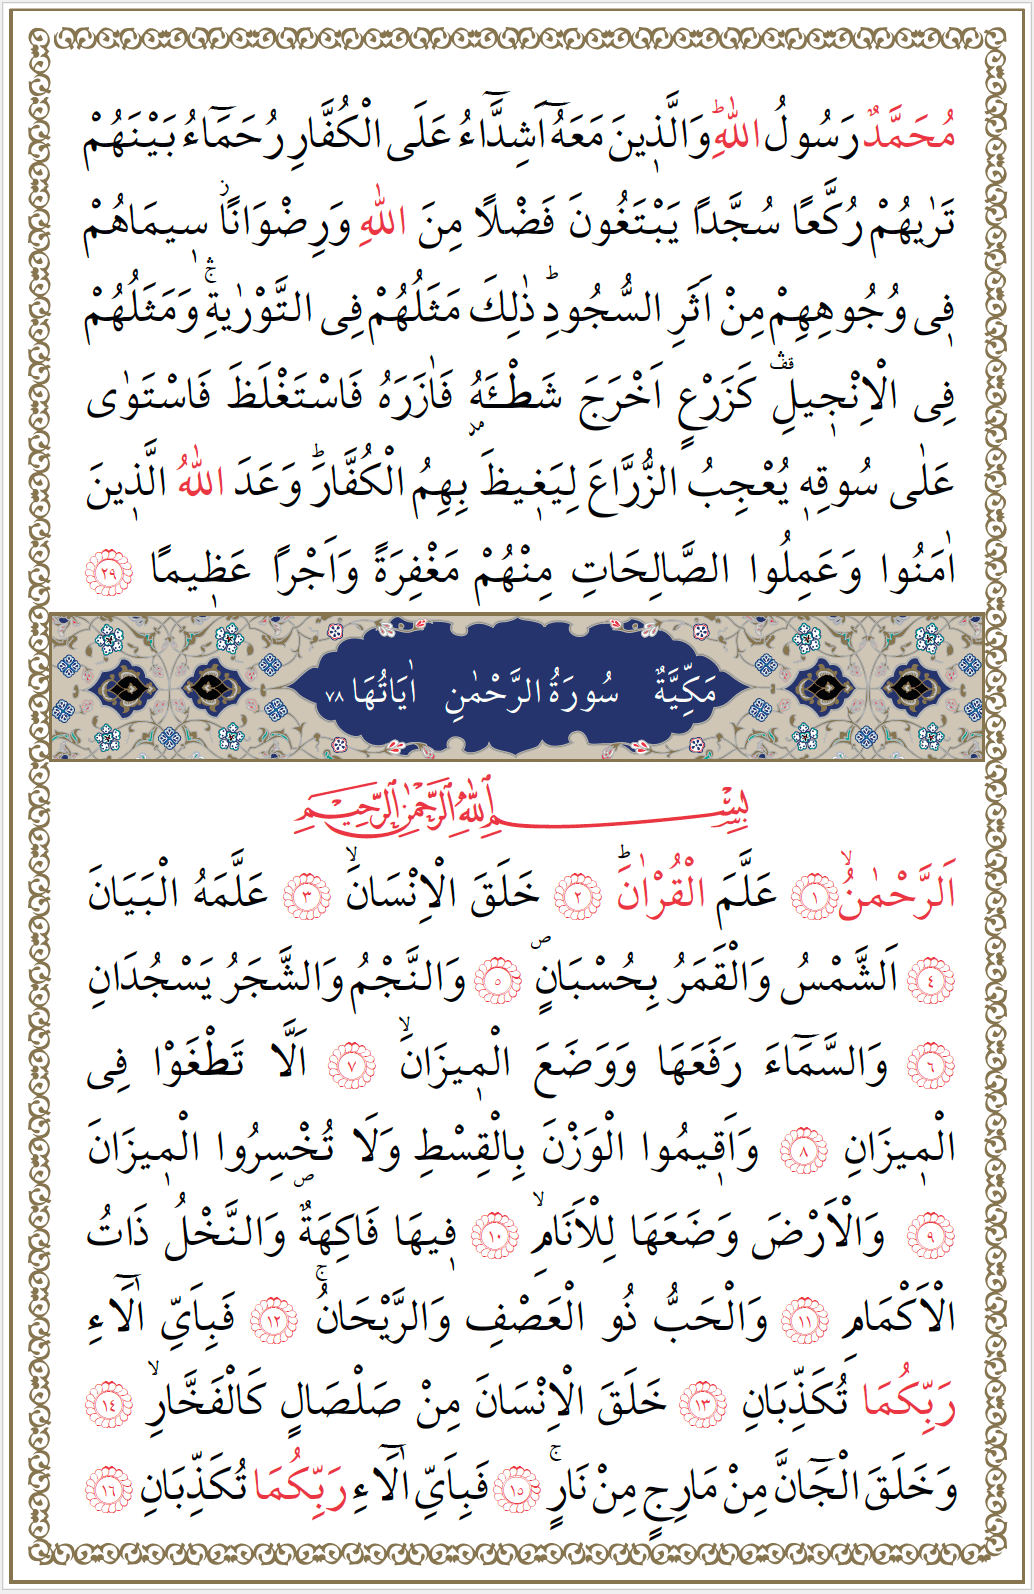 مُحَمَّدٌ رَسُولُ اللّٰهِۜ وَالَّذ۪ينَ مَعَهُٓ اَشِدَّٓاءُ عَلَى الْكُفَّارِ رُحَمَٓاءُ بَيْنَهُمْ
تَرٰيهُمْ رُكَّعًا سُجَّدًا يَبْتَغُونَ فَضْلًا مِنَ اللّٰهِ وَرِضْوَانًاۘ س۪يمَاهُمْ
ف۪ي وُجُوهِهِمْ مِنْ اَثَرِ السُّجُودِۜ ذٰلِكَ مَثَلُهُمْ فِى التَّوْرٰيةِۚۛ وَمَثَلُهُمْ
فِى الْاِنْج۪يلِ۠ۛ كَزَرْعٍ اَخْرَجَ شَطْـَٔهُ فَاٰزَرَهُ فَاسْتَغْلَظَ فَاسْتَوٰى
عَلٰى سُوقِه۪ يُعْجِبُ الزُّرَّاعَ لِيَغ۪يظَ بِهِمُ الْكُفَّارَۜ وَعَدَ اللّٰهُ الَّذ۪ينَ
اٰمَنُوا وَعَمِلُوا الصَّالِحَاتِ مِنْهُمْ مَغْفِرَةً وَاَجْرًا عَظ۪يمًا ﴿٢٩﴾
مَكِّيَّةٌ سُورَةُ الرَّحْمٰنِ اٰيَاتُهَا ٧٨
بِسْمِ اللّٰهِ الرَّحْمٰنِ الرَّح۪يمِ
اَلرَّحْمٰنُۙ ﴿١﴾ عَلَّمَ الْقُرْاٰنَۜ ﴿٢﴾ خَلَقَ الْاِنْسَانَۙ ﴿٣﴾ عَلَّمَهُ الْبَيَانَ
﴿٤﴾ اَلشَّمْسُ وَالْقَمَرُ بِحُسْبَانٍۖ ﴿٥﴾ وَالنَّجْمُ وَالشَّجَرُ يَسْجُدَانِ
﴿٦﴾ وَالسَّمَٓاءَ رَفَعَهَا وَوَضَعَ الْم۪يزَانَۙ ﴿٧﴾ اَلَّا تَطْغَوْا فِى
الْم۪يزَانِ ﴿٨﴾ وَاَق۪يمُوا الْوَزْنَ بِالْقِسْطِ وَلَا تُخْسِرُوا الْم۪يزَانَ
﴿٩﴾ وَالْاَرْضَ وَضَعَهَا لِلْاَنَامِۙ ﴿١٠﴾ ف۪يهَا فَاكِهَةٌۖ وَالنَّخْلُ ذَاتُ
الْاَكْمَامِ ﴿١١﴾ وَالْحَبُّ ذُو الْعَصْفِ وَالرَّيْحَانُۚ ﴿١٢﴾ فَبِاَيِّ اٰلَٓاءِ
رَبِّكُمَا تُكَذِّبَانِ ﴿١٣﴾ خَلَقَ الْاِنْسَانَ مِنْ صَلْصَالٍ كَالْفَخَّارِۙ ﴿١٤﴾
وَخَلَقَ الْجَٓانَّ مِنْ مَارِجٍ مِنْ نَارٍۚ ﴿١٥﴾ فَبِاَيِّ اٰلَٓاءِ رَبِّكُمَا تُكَذِّبَانِ ﴿١٦﴾